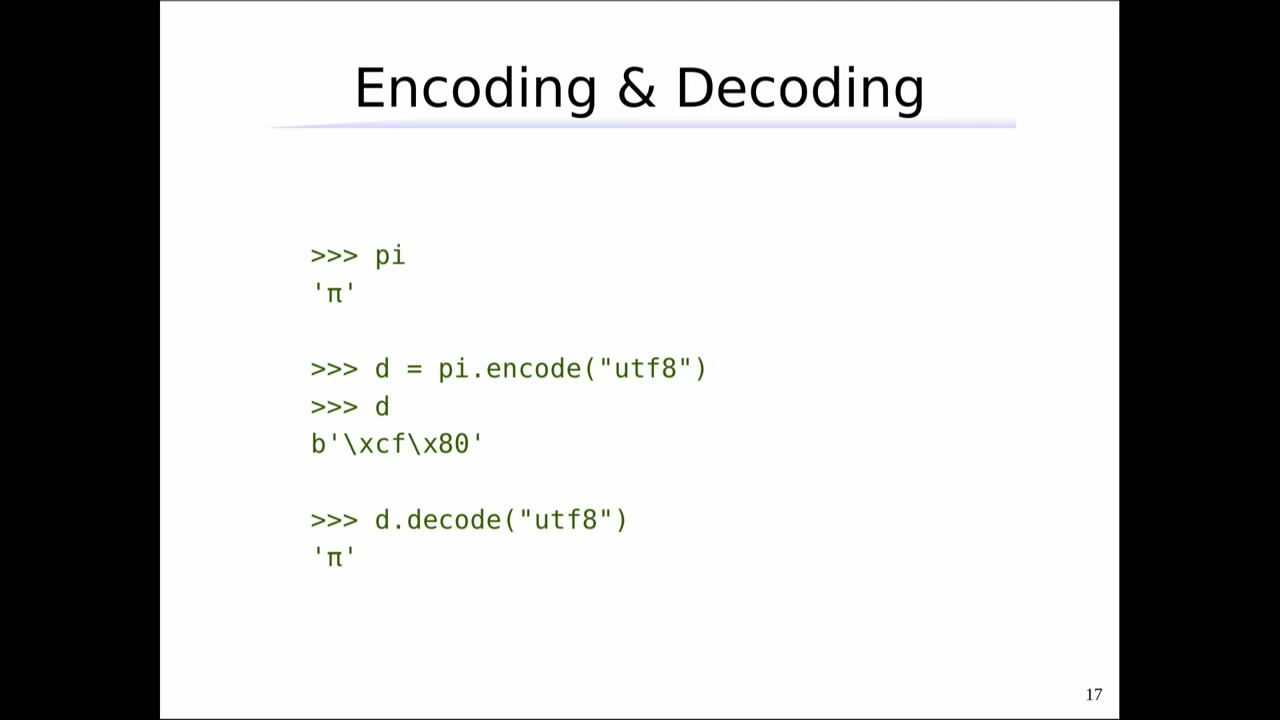 Encoding & Decoding
>>> pi
'π'
>>> d = pi.encode("utf8")
>>> d
b'\xcf\x80'
>>> d.decode("utf8")
'π'
17